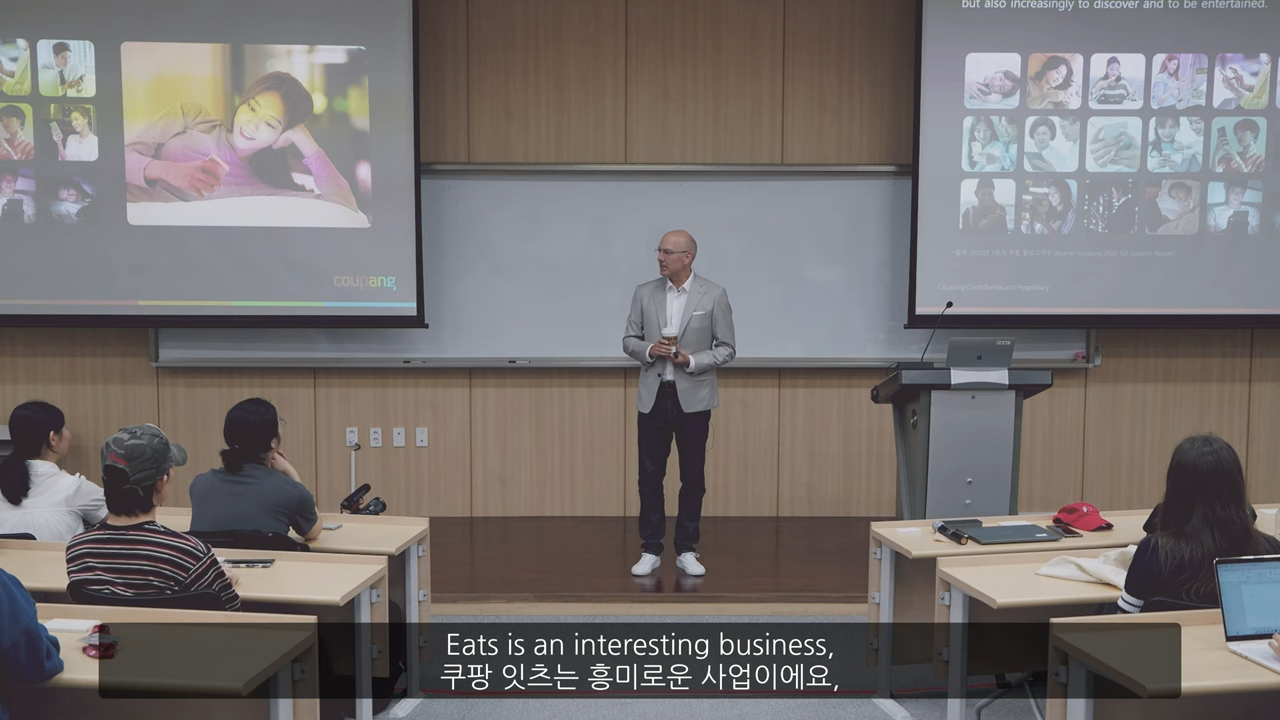 but also increasingly to discover and to be entertained.
coupang
Coupang Confidential and Proprietary
Eats is an interesting business,
쿠팡 잇츠는 흥미로운 사업이에요,